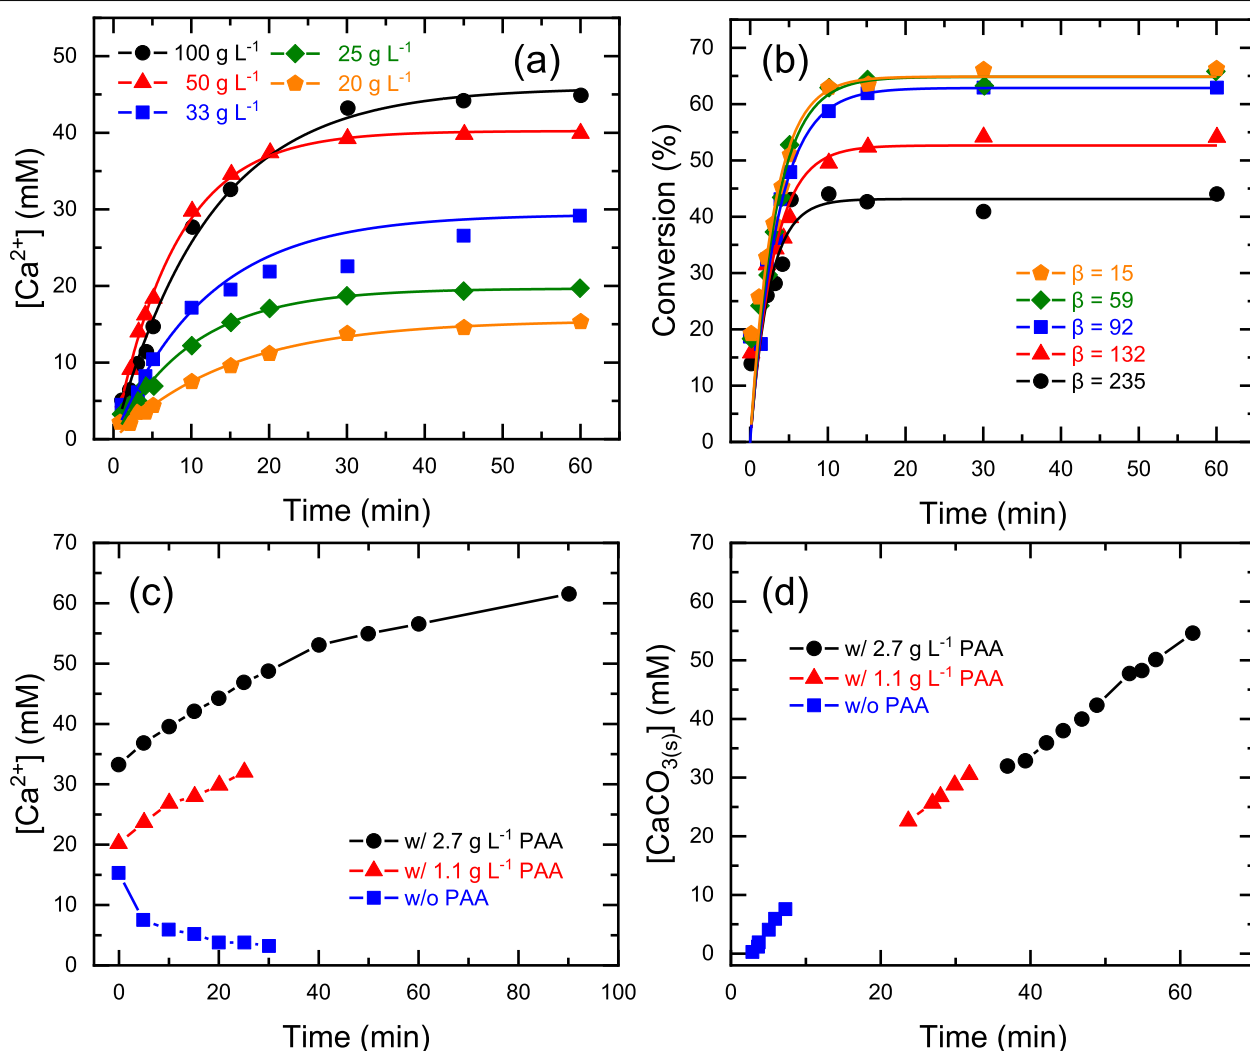 (a)
100 g L⁻¹ 25 g L⁻¹
50 g L⁻¹ 20 g L⁻¹
33 g L⁻¹
[Ca²⁺] (mM)
50
40
30
20
10
0
0 10 20 30 40 50 60
Time (min)
(b)
Conversion (%)
70
60
50
40
30
20
10
0
β = 15
β = 59
β = 92
β = 132
β = 235
0 10 20 30 40 50 60
Time (min)
(c)
[Ca²⁺] (mM)
70
60
50
40
30
20
10
0
w/ 2.7 g L⁻¹ PAA
w/ 1.1 g L⁻¹ PAA
w/o PAA
0 20 40 60 80 100
Time (min)
(d)
[CaCO₃₍ₛ₎] (mM)
70
60
50
40
30
20
10
0
w/ 2.7 g L⁻¹ PAA
w/ 1.1 g L⁻¹ PAA
w/o PAA
0 20 40 60
Time (min)